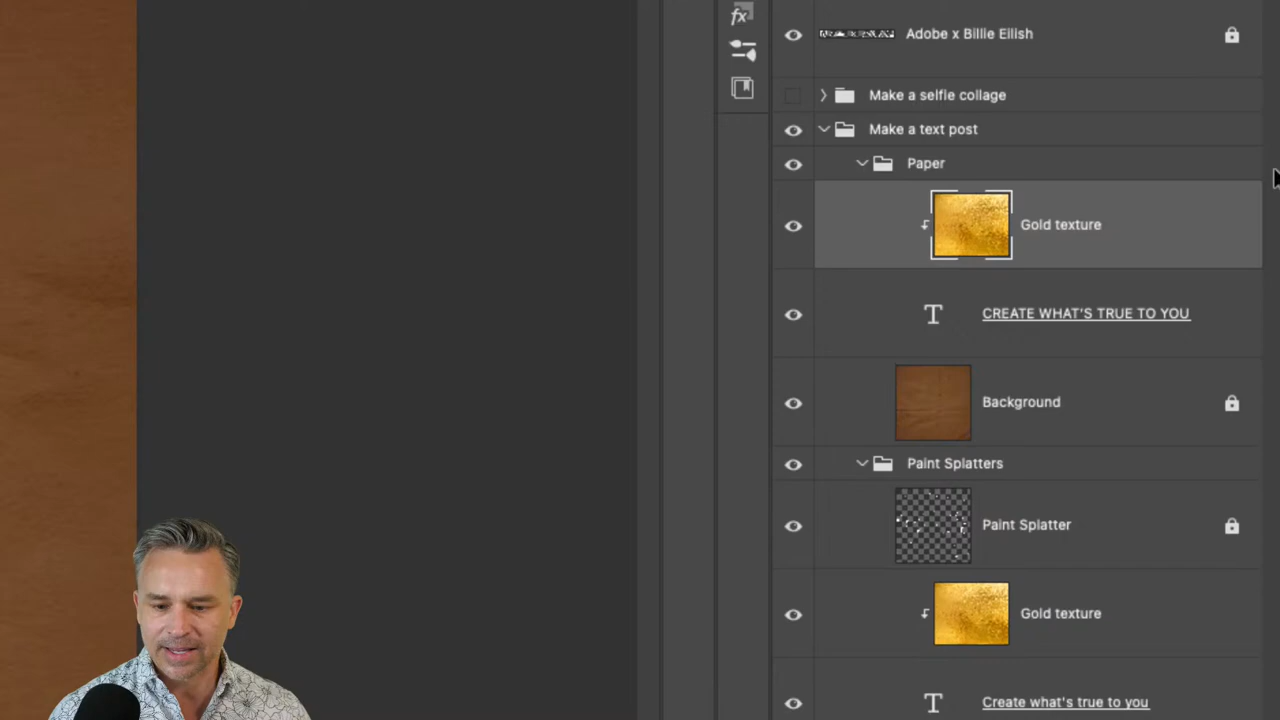 fx
Adobe x Billie Eilish
Make a selfie collage
Make a text post
Paper
Gold texture
T CREATE WHAT'S TRUE TO YOU
Background
Paint Splatters
Paint Splatter
Gold texture
T Create what's true to you